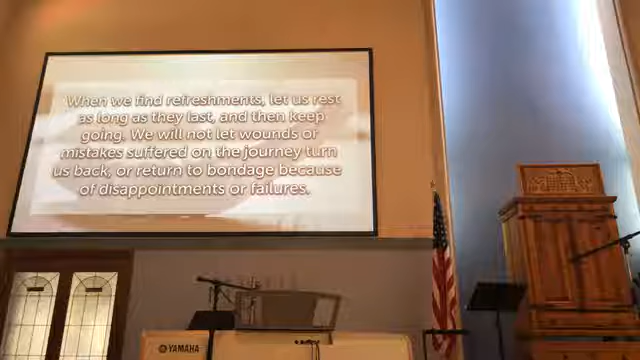 When we find refreshments, let us rest
as long as they last, and then keep
going. We will not let wounds or
mistakes suffered on the journey turn
us back, or return to bondage because
of disappointments or failures.
YAMAHA